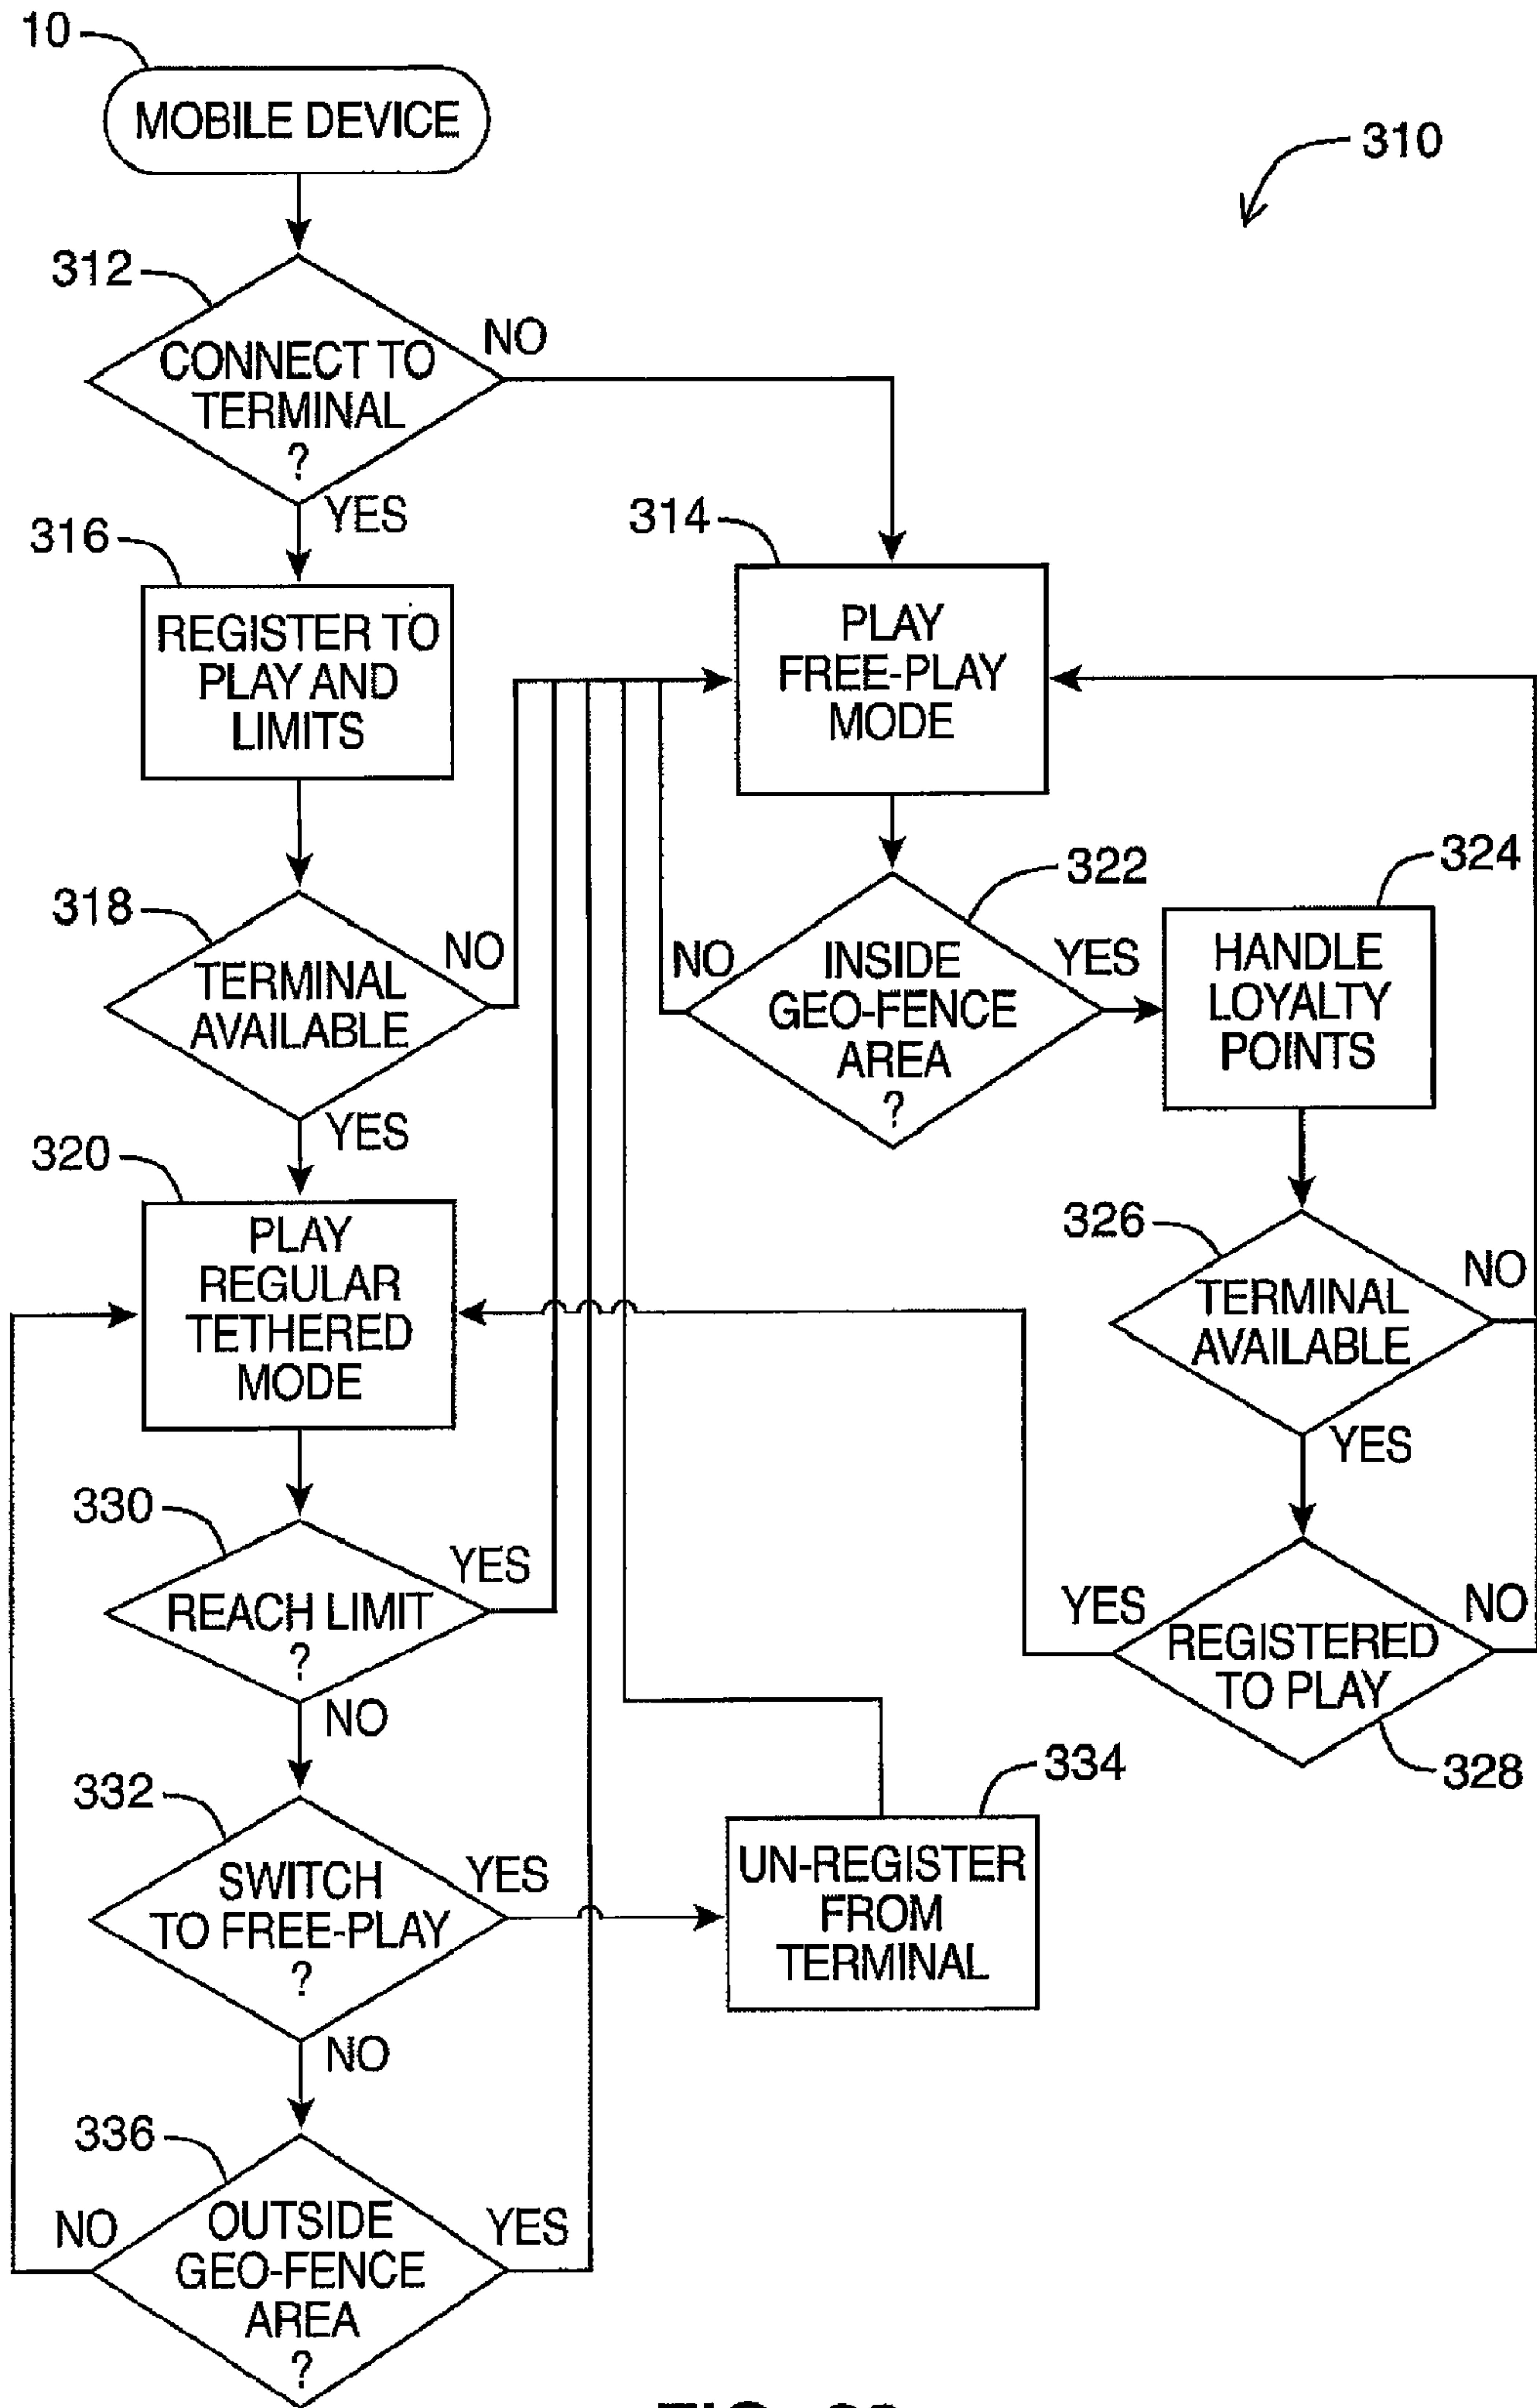 10
MOBILE DEVICE
310
312
CONNECT TO
TERMINAL
?
NO
YES
316
REGISTER TO
PLAY AND
LIMITS
314
PLAY
FREE-PLAY
MODE
318
TERMINAL
AVAILABLE
NO
YES
322
INSIDE
GEO-FENCE
AREA
?
NO
YES
324
HANDLE
LOYALTY
POINTS
320
PLAY
REGULAR
TETHERED
MODE
326
TERMINAL
AVAILABLE
NO
YES
330
REACH LIMIT
?
YES
NO
328
REGISTERED
TO PLAY
YES
NO
332
SWITCH
TO FREE-PLAY
?
YES
NO
334
UN-REGISTER
FROM
TERMINAL
336
OUTSIDE
GEO-FENCE
AREA
?
NO
YES